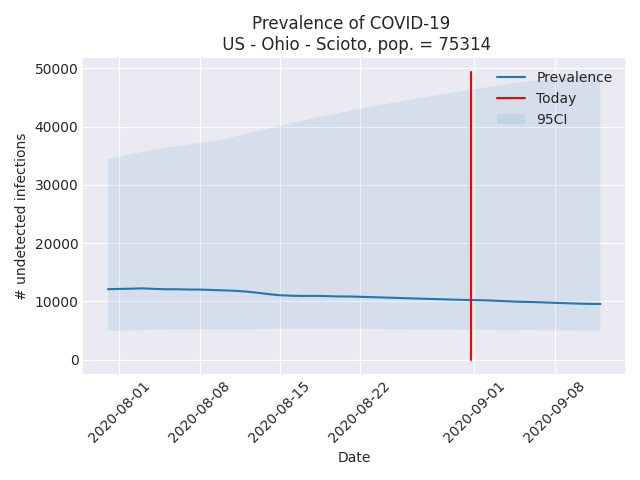 Prevalence of COVID-19
US - Ohio - Scioto, pop. = 75314
# undetected infections
50000
40000
30000
20000
10000
0
Prevalence
Today
95CI
2020-08-01
2020-08-08
2020-08-15
2020-08-22
2020-09-01
2020-09-08
Date